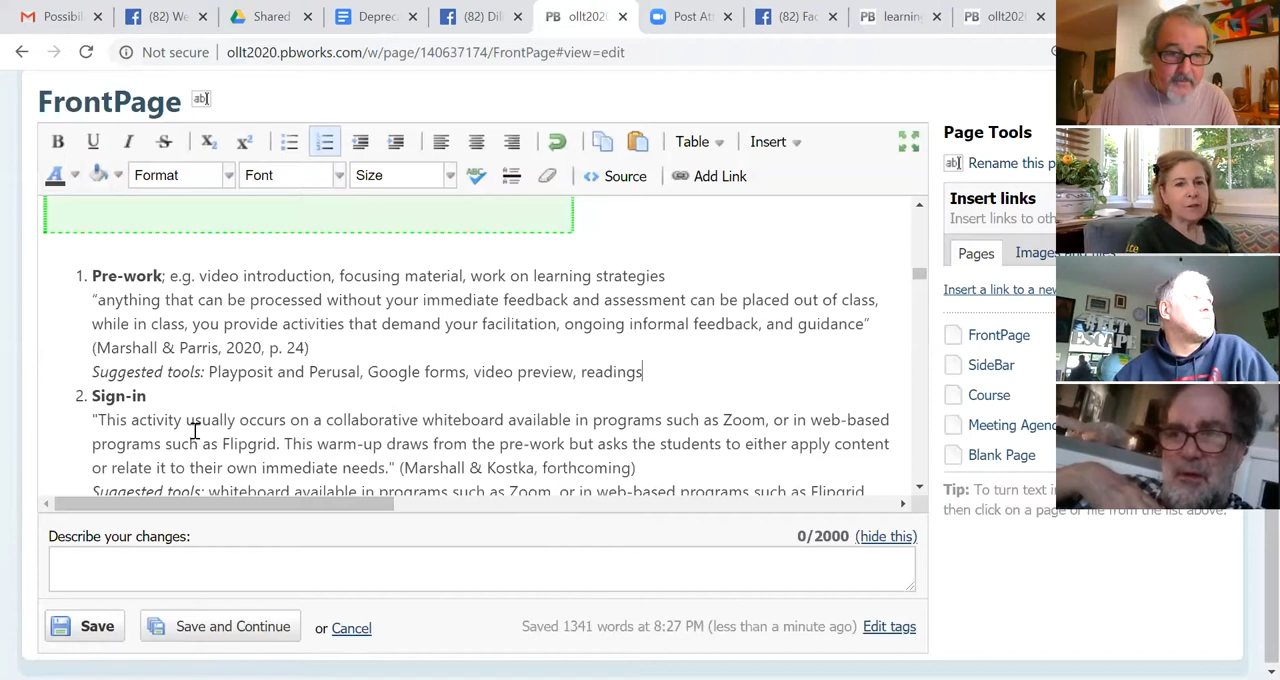 Possibil
(82) We
Shared
Deprec
(82) Dif
ollt202
Post Att
(82) Fac
learning
ollt202
Not secure
ollt2020.pbworks.com/w/page/140637174/FrontPage#view=edit
FrontPage
Table
Insert
Format
Font
Size
Source
Add Link
1. Pre-work; e.g. video introduction, focusing material, work on learning strategies
“anything that can be processed without your immediate feedback and assessment can be placed out of class,
while in class, you provide activities that demand your facilitation, ongoing informal feedback, and guidance”
(Marshall & Parris, 2020, p. 24)
Suggested tools: Playposit and Perusal, Google forms, video preview, readings
2. Sign-in
"This activity usually occurs on a collaborative whiteboard available in programs such as Zoom, or in web-based
programs such as Flipgrid. This warm-up draws from the pre-work but asks the students to either apply content
or relate it to their own immediate needs." (Marshall & Kostka, forthcoming)
Suggested tools: whiteboard available in programs such as Zoom, or in web-based programs such as Flipgrid
Describe your changes:
0/2000 (hide this)
Save
Save and Continue
or Cancel
Saved 1341 words at 8:27 PM (less than a minute ago)
Edit tags
Page Tools
Rename this p
Insert links
Insert links to oth
Pages
Images and files
Insert a link to a new
FrontPage
SideBar
Course
Meeting Agend
Blank Page
Tip: To turn text in
then click on a page or file from the list above.